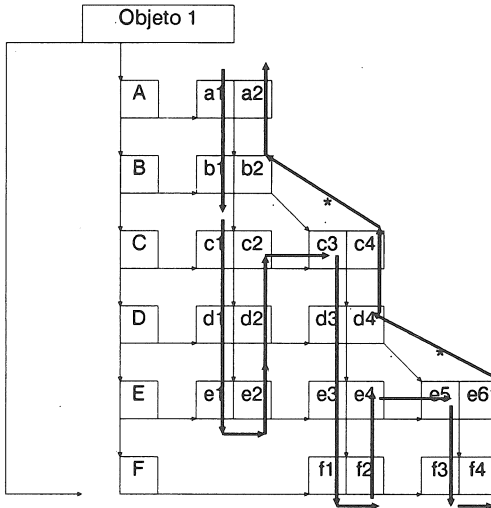 Objeto 1
A a1 a2
B b1 b2
*
C c1 c2 c3 c4
D d1 d2 d3 d4
*
E e1 e2 e3 e4 e5 e6
F f1 f2 f3 f4